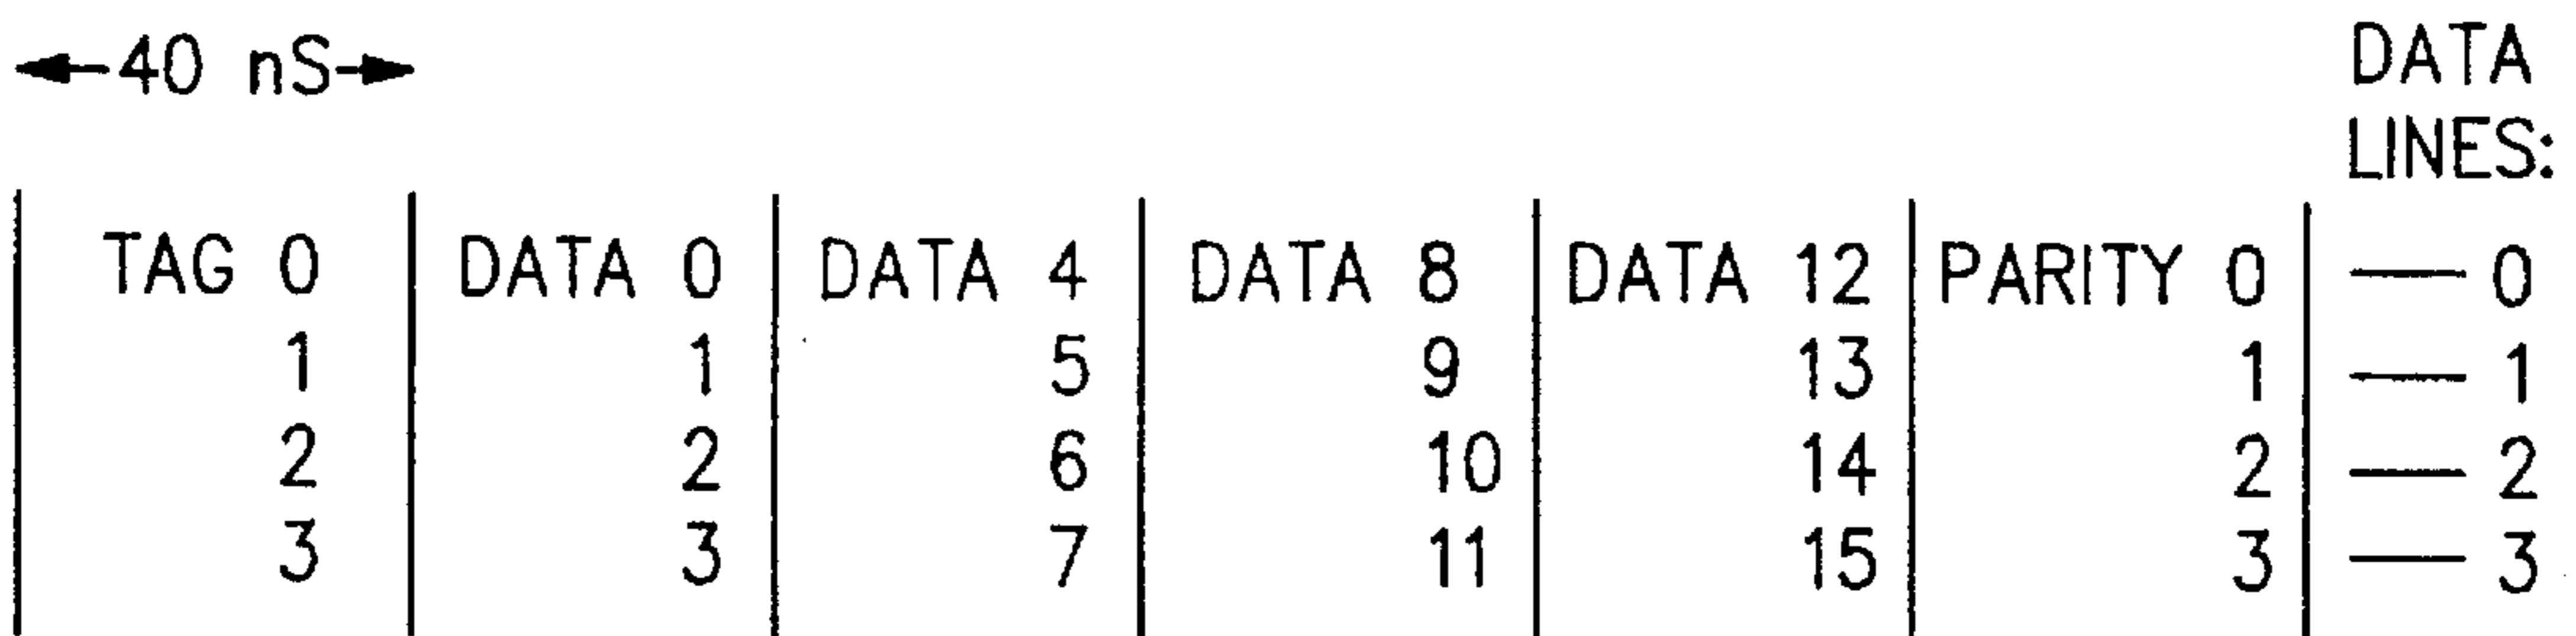 40 nS DATA
LINES:
TAG 0 DATA 0 DATA 4 DATA 8 DATA 12 PARITY 0 0
1 1 5 9 13 1 1
2 2 6 10 14 2 2
3 3 7 11 15 3 3